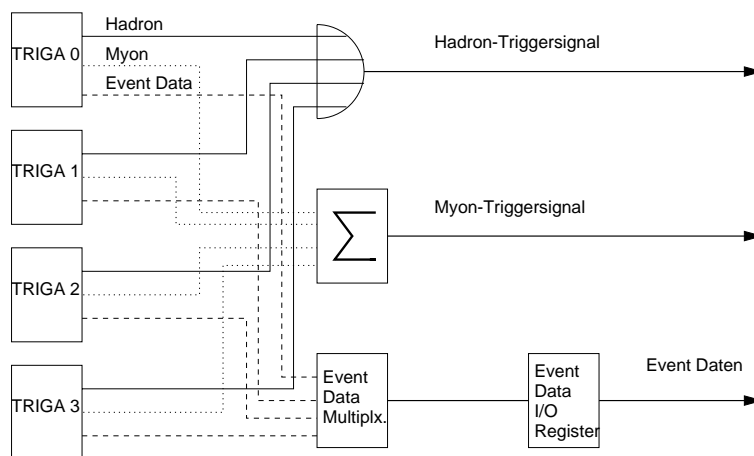 Hadron
Hadron-Triggersignal
TRIGA 0
Myon
Event Data
TRIGA 1
Myon-Triggersignal
Σ
TRIGA 2
Event Daten
Event
Data
Multiplx.
Event
Data
I/O
Register
TRIGA 3